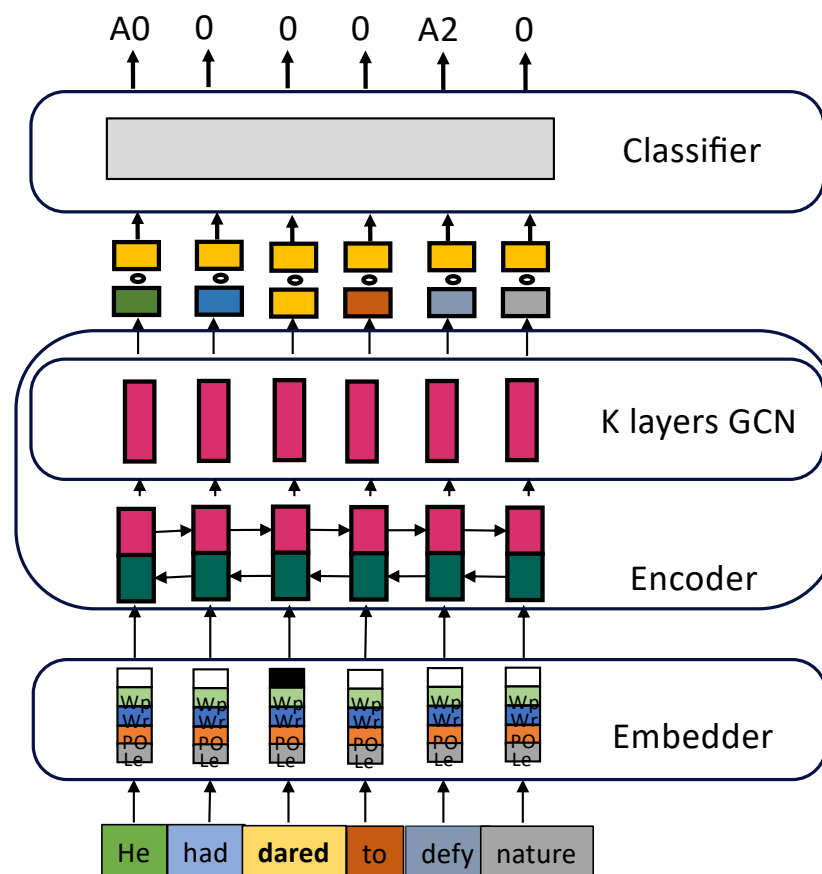 A0 0 0 0 A2 0
Classifier
K layers GCN
Encoder
Wp Wp Wp Wp Wp Wp
Wr Wr Wr Wr Wr Wr
PO PO PO PO PO PO
Le Le Le Le Le Le
Embedder
He had dared to defy nature